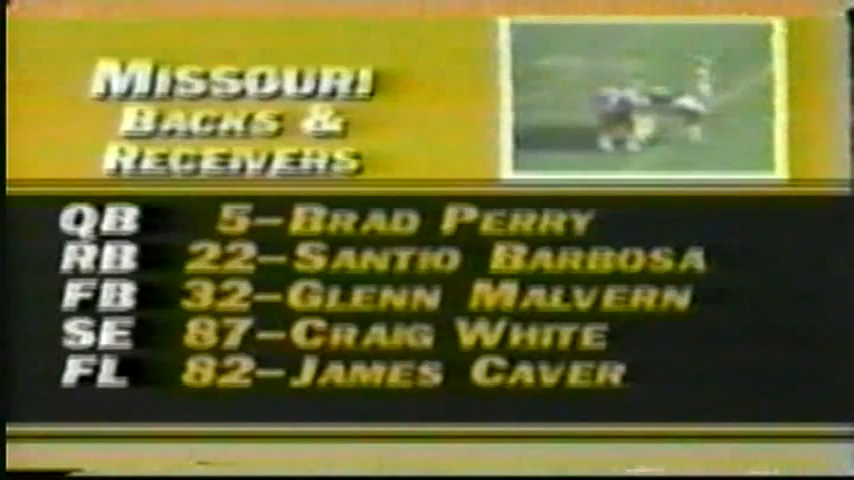 MISSOURI
BACKS &
RECEIVERS
QB 5-BRAD PERRY
RB 22-SANTIO BARBOSA
FB 32-GLENN MALVERN
SE 87-CRAIG WHITE
FL 82-JAMES CAVER